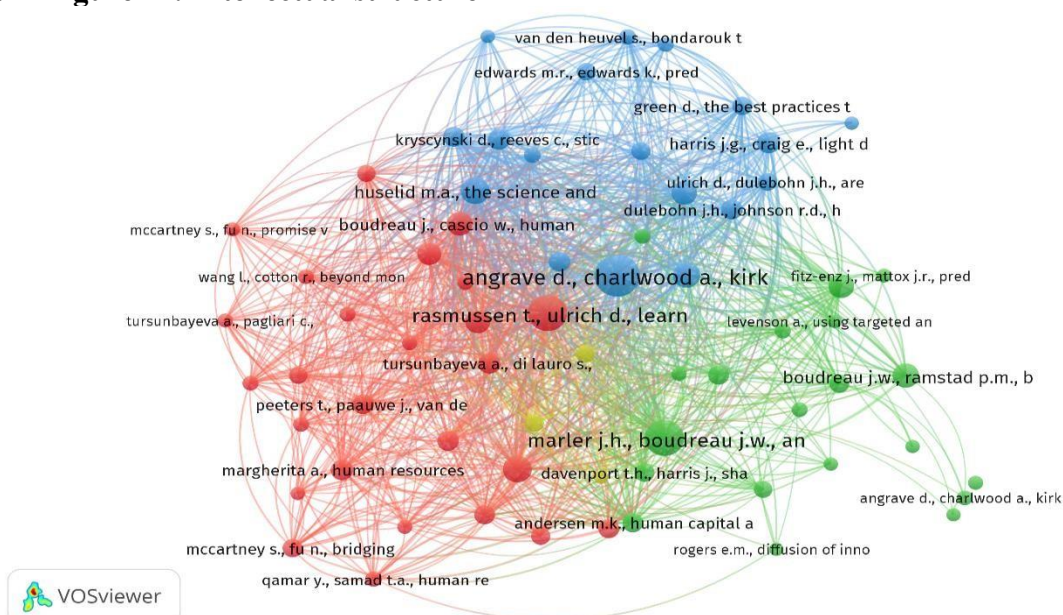 van den heuvel s., bondarouk t
edwards m.r., edwards k., pred
green d., the best practices t
kryscynski d., reeves c., stic
harris j.g., craig e., light d
huselid m.a., the science and
ulrich d., dulebohn j.h., are
dulebohn j.h., johnson r.d., h
boudreau j., cascio w., human
mccartney s., fu n., promise v
wang l., cotton r., beyond mon
angrave d., charlwood a., kirk
fitz-enz j., mattox j.r., pred
tursunbayeva a., pagliari c.,
rasmussen t., ulrich d., learn
levenson a., using targeted an
tursunbayeva a., di lauro s.,
boudreau j.w., ramstad p.m., b
peeters t., paauwe j., van de
marler j.h., boudreau j.w., an
margherita a., human resources
davenport t.h., harris j., sha
angrave d., charlwood a., kirk
andersen m.k., human capital a
mccartney s., fu n., bridging
rogers e.m., diffusion of inno
qamar y., samad t.a., human re
VOSviewer